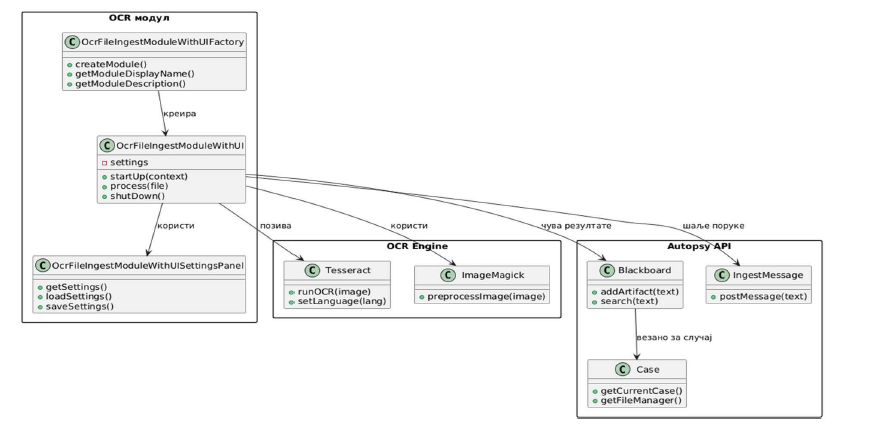 OCR модул
OcrFileIngestModuleWithUIFactory
createModule()
getModuleDisplayName()
getModuleDescription()
креира
OcrFileIngestModuleWithUI
settings
startUp(context)
process(file)
shutDown()
користи
позива
користи
чува резултате
шаље поруке
OcrFileIngestModuleWithUISettingsPanel
getSettings()
loadSettings()
saveSettings()
OCR Engine
Tesseract
runOCR(image)
setLanguage(lang)
ImageMagick
preprocessImage(image)
Autopsy API
Blackboard
addArtifact(text)
search(text)
IngestMessage
postMessage(text)
везано за случај
Case
getCurrentCase()
getFileManager()